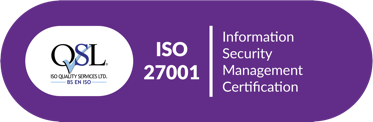 QSL
ISO QUALITY SERVICES LTD.
BS EN ISO
ISO
27001
Information
Security
Management
Certification